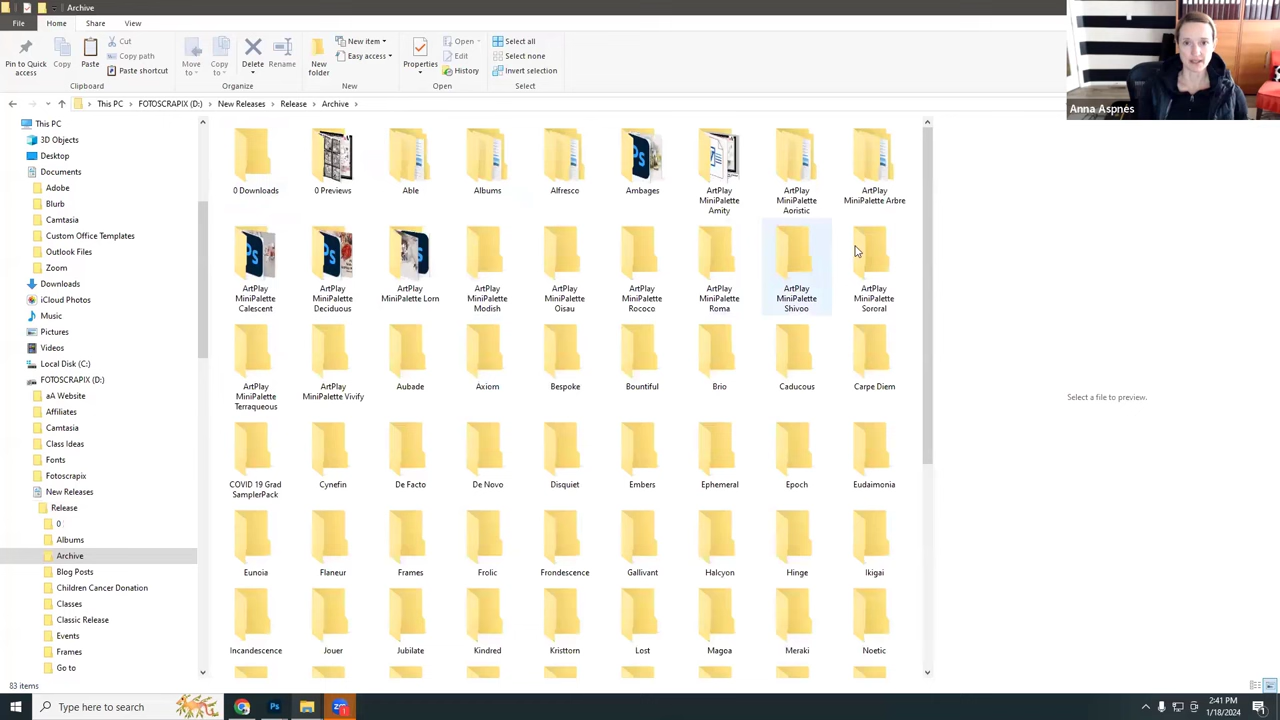 Archive
File
Home
Share
View
Pin to Quick
access
Copy
Paste
Cut
Copy path
Paste shortcut
Clipboard
Move
to
Copy
to
Delete
Rename
Organize
New
folder
New item
Easy access
New
Properties
Open
Edit
History
Open
Select all
Select none
Invert selection
Select
This PC > FOTOSCRAPIX (D:) > New Releases > Release > Archive >
Anna Aspnes
This PC
3D Objects
Desktop
Documents
Adobe
Blurb
Camtasia
Custom Office Templates
Outlook Files
Zoom
Downloads
iCloud Photos
Music
Pictures
Videos
Local Disk (C:)
FOTOSCRAPIX (D:)
aA Website
Affiliates
Camtasia
Class Ideas
Fonts
Fotoscrapix
New Releases
Release
0
Albums
Archive
Blog Posts
Children Cancer Donation
Classes
Classic Release
Events
Frames
Go to
0 Downloads
0 Previews
Able
Albums
Alfresco
Ambages
ArtPlay
MiniPalette
Amity
ArtPlay
MiniPalette
Aoristic
ArtPlay
MiniPalette Arbre
ArtPlay
MiniPalette
Calescent
ArtPlay
MiniPalette
Deciduous
ArtPlay
MiniPalette Lorn
ArtPlay
MiniPalette
Modish
ArtPlay
MiniPalette
Oisau
ArtPlay
MiniPalette
Rococo
ArtPlay
MiniPalette
Roma
ArtPlay
MiniPalette
Shivoo
ArtPlay
MiniPalette
Sororal
ArtPlay
MiniPalette
Terraqueous
ArtPlay
MiniPalette Vivify
Aubade
Axiom
Bespoke
Bountiful
Brio
Caducous
Carpe Diem
COVID 19 Grad
SamplerPack
Cynefin
De Facto
De Novo
Disquiet
Embers
Ephemeral
Epoch
Eudaimonia
Eunoia
Flaneur
Frames
Frolic
Frondescence
Gallivant
Halcyon
Hinge
Ikigai
Incandescence
Jouer
Jubilate
Kindred
Kristtorn
Lost
Magoa
Meraki
Noetic
Select a file to preview.
83 items
Type here to search
2:41 PM
1/18/2024